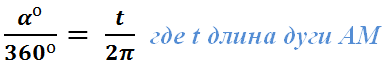 α⁰/360⁰ = t/2π где t длина дуги AM